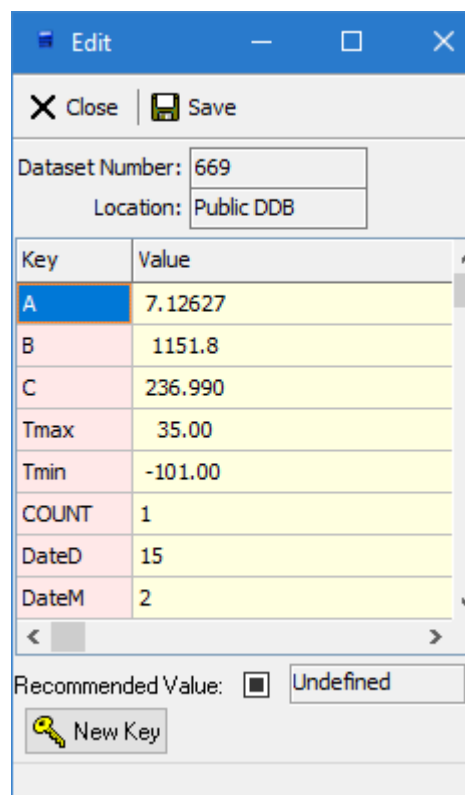 Edit
Close Save
Dataset Number: 669
Location: Public DDB
Key Value
A 7.12627
B 1151.8
C 236.990
Tmax 35.00
Tmin -101.00
COUNT 1
DateD 15
DateM 2
Recommended Value: Undefined
New Key